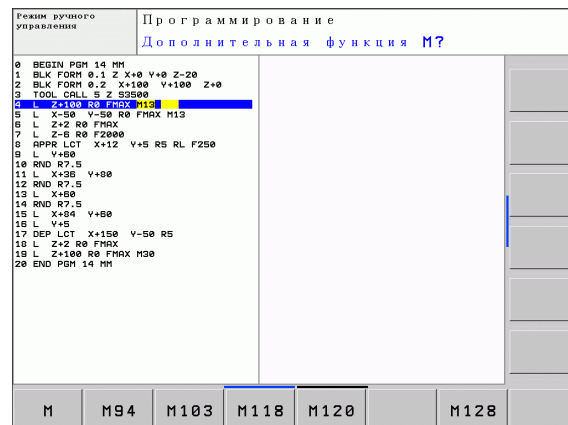 Режим ручного
управления
Программирование
Дополнительная функция M?
0 BEGIN PGM 14 MM
1 BLK FORM 0.1 Z X+0 Y+0 Z-20
2 BLK FORM 0.2 X+100 Y+100 Z+0
3 TOOL CALL 5 Z S3500
4 L Z+100 R0 FMAX M13
5 L X-50 Y-50 R0 FMAX M13
6 L Z+2 R0 FMAX
7 L Z-6 R0 F2000
8 APPR LCT X+12 Y+5 R5 RL F250
9 L Y+60
10 RND R7.5
11 L X+36 Y+80
12 RND R7.5
13 L X+60
14 RND R7.5
15 L X+84 Y+60
16 L Y+5
17 DEP LCT X+150 Y-50 R5
18 L Z+2 R0 FMAX
19 L Z+100 R0 FMAX M30
20 END PGM 14 MM
M M94 M103 M118 M120 M128